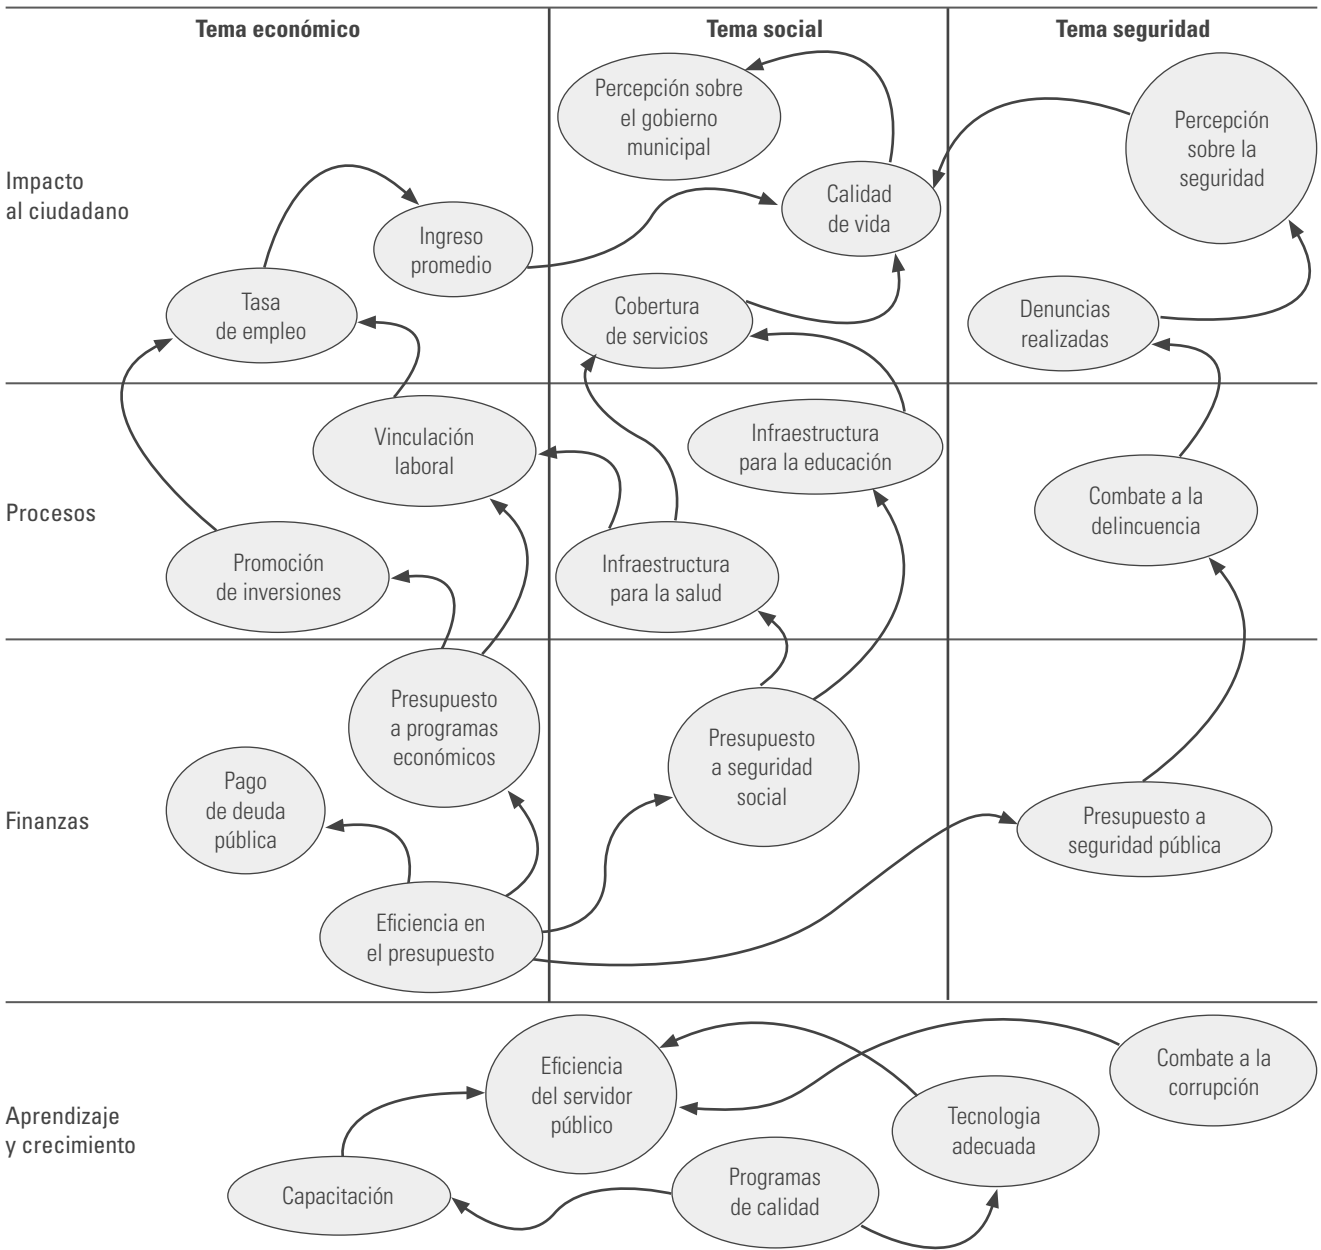 Tema económico
Tema social
Tema seguridad
Impacto
al ciudadano
Percepción sobre
el gobierno
municipal
Percepción
sobre la
seguridad
Calidad
de vida
Ingreso
promedio
Tasa
de empleo
Cobertura
de servicios
Denuncias
realizadas
Procesos
Vinculación
laboral
Infraestructura
para la educación
Combate a la
delincuencia
Promoción
de inversiones
Infraestructura
para la salud
Finanzas
Presupuesto
a programas
económicos
Presupuesto
a seguridad
social
Pago
de deuda
pública
Presupuesto a
seguridad pública
Eficiencia en
el presupuesto
Aprendizaje
y crecimiento
Eficiencia
del servidor
público
Combate a la
corrupción
Tecnologia
adecuada
Capacitación
Programas
de calidad